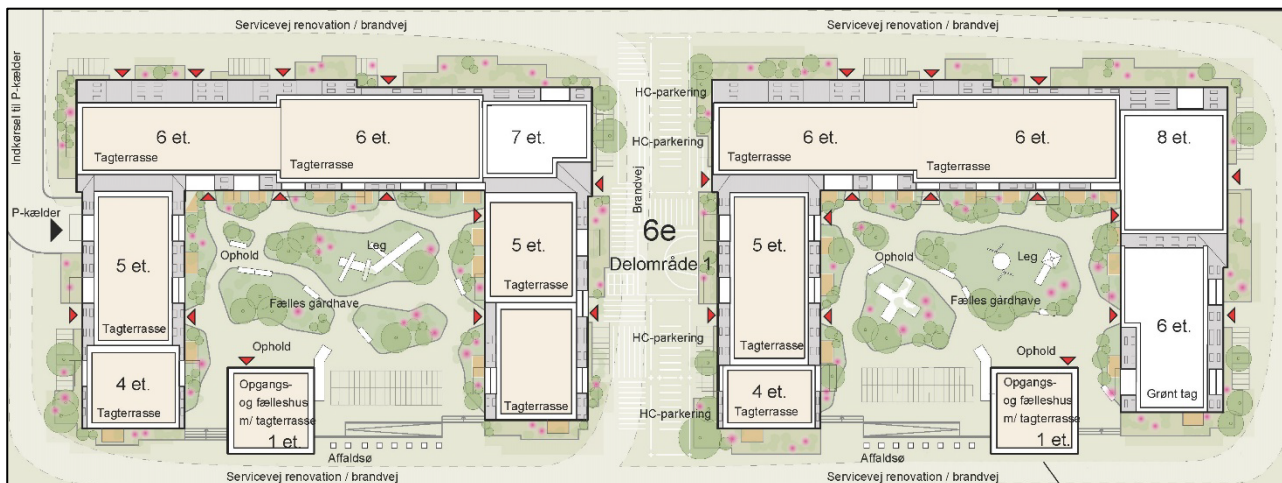 Servicevej renovation / brandvej
Servicevej renovation / brandvej
Indkørsel til P-kælder
P-kælder
6 et.
Tagterrasse
6 et.
Tagterrasse
7 et.
5 et.
Tagterrasse
4 et.
Tagterrasse
5 et.
Tagterrasse
Tagterrasse
Ophold
Leg
Fælles gårdhave
Ophold
Opgangs-
og fælleshus
m/ tagterrasse
1 et.
Affaldsø
HC-parkering
HC-parkering
Brandvej
6e
Delområde 1
HC-parkering
HC-parkering
6 et.
Tagterrasse
6 et.
Tagterrasse
8 et.
5 et.
Tagterrasse
4 et.
Tagterrasse
6 et.
Grønt tag
Ophold
Leg
Fælles gårdhave
Ophold
Opgangs-
og fælleshus
m/ tagterrasse
1 et.
Affaldsø
Servicevej renovation / brandvej
Servicevej renovation / brandvej